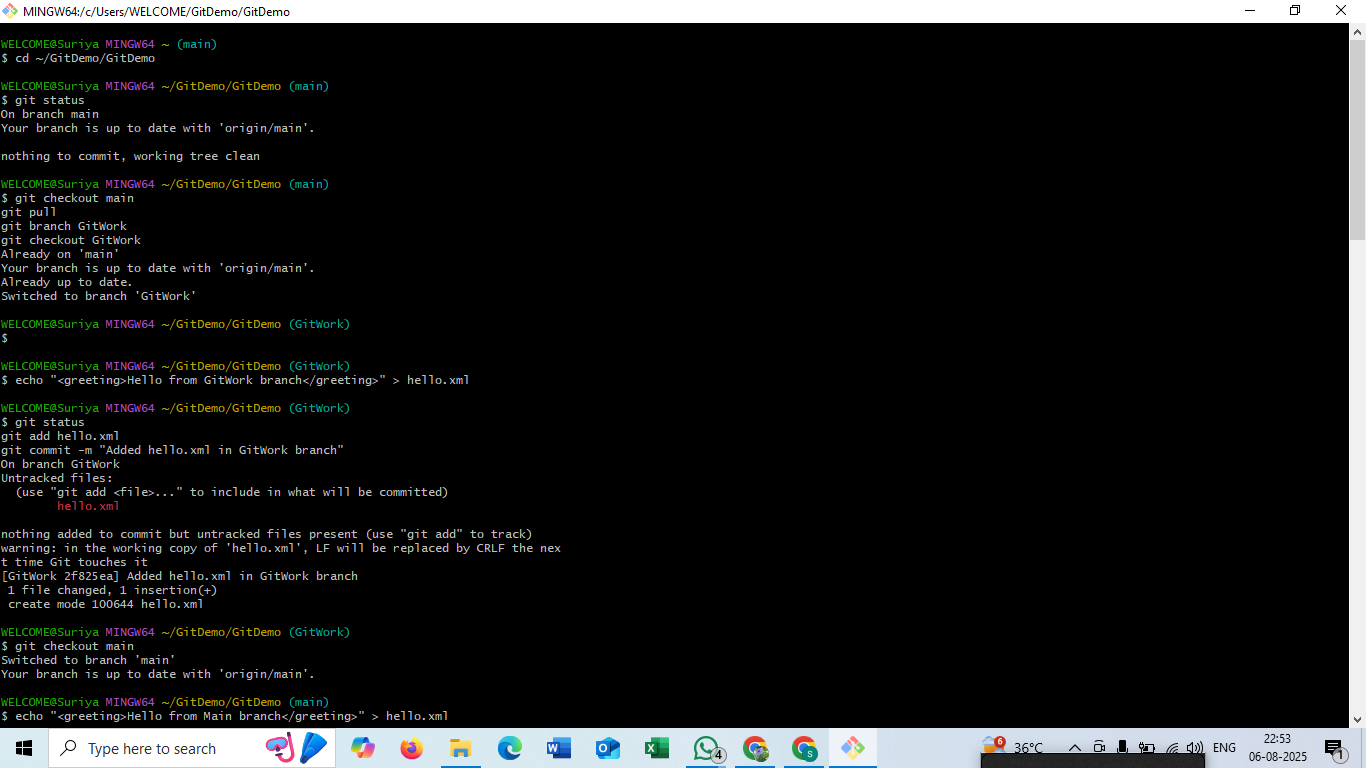 MINGW64:/c/Users/WELCOME/GitDemo/GitDemo
WELCOME@Suriya MINGW64 ~ (main)
$ cd ~/GitDemo/GitDemo
WELCOME@Suriya MINGW64 ~/GitDemo/GitDemo (main)
$ git status
On branch main
Your branch is up to date with 'origin/main'.
nothing to commit, working tree clean
WELCOME@Suriya MINGW64 ~/GitDemo/GitDemo (main)
$ git checkout main
git pull
git branch GitWork
git checkout GitWork
Already on 'main'
Your branch is up to date with 'origin/main'.
Already up to date.
Switched to branch 'GitWork'
WELCOME@Suriya MINGW64 ~/GitDemo/GitDemo (GitWork)
$
WELCOME@Suriya MINGW64 ~/GitDemo/GitDemo (GitWork)
$ echo "<greeting>Hello from GitWork branch</greeting>" > hello.xml
WELCOME@Suriya MINGW64 ~/GitDemo/GitDemo (GitWork)
$ git status
git add hello.xml
git commit -m "Added hello.xml in GitWork branch"
On branch GitWork
Untracked files:
(use "git add <file>..." to include in what will be committed)
hello.xml
nothing added to commit but untracked files present (use "git add" to track)
warning: in the working copy of 'hello.xml', LF will be replaced by CRLF the nex
t time Git touches it
[GitWork 2f825ea] Added hello.xml in GitWork branch
1 file changed, 1 insertion(+)
create mode 100644 hello.xml
WELCOME@Suriya MINGW64 ~/GitDemo/GitDemo (GitWork)
$ git checkout main
Switched to branch 'main'
Your branch is up to date with 'origin/main'.
WELCOME@Suriya MINGW64 ~/GitDemo/GitDemo (main)
$ echo "<greeting>Hello from Main branch</greeting>" > hello.xml
Type here to search
4
S
6
36°C
ENG
22:53
06-08-2025
1